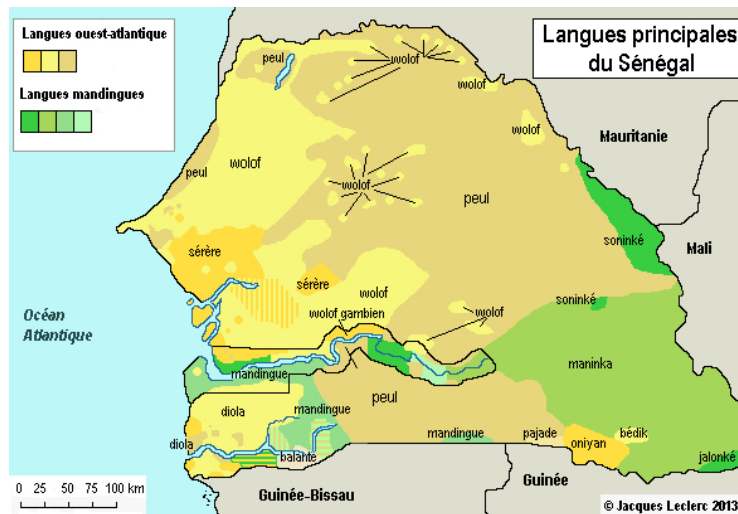 Langues ouest-atlantique
Langues mandingues
Langues principales
du Sénégal
peul
wolof
wolof
wolof
Mauritanie
peul
wolof
wolof
peul
sérère
soninké
Mali
sérère
wolof
soninké
wolof
wolof gambien
Océan
Atlantique
mandingue
maninka
peul
diola
mandingue
diola
mandingue
pajade
oniyan
bédik
balante
jalonké
0 25 50 75 100 km
Guinée-Bissau
Guinée
© Jacques Leclerc 2013